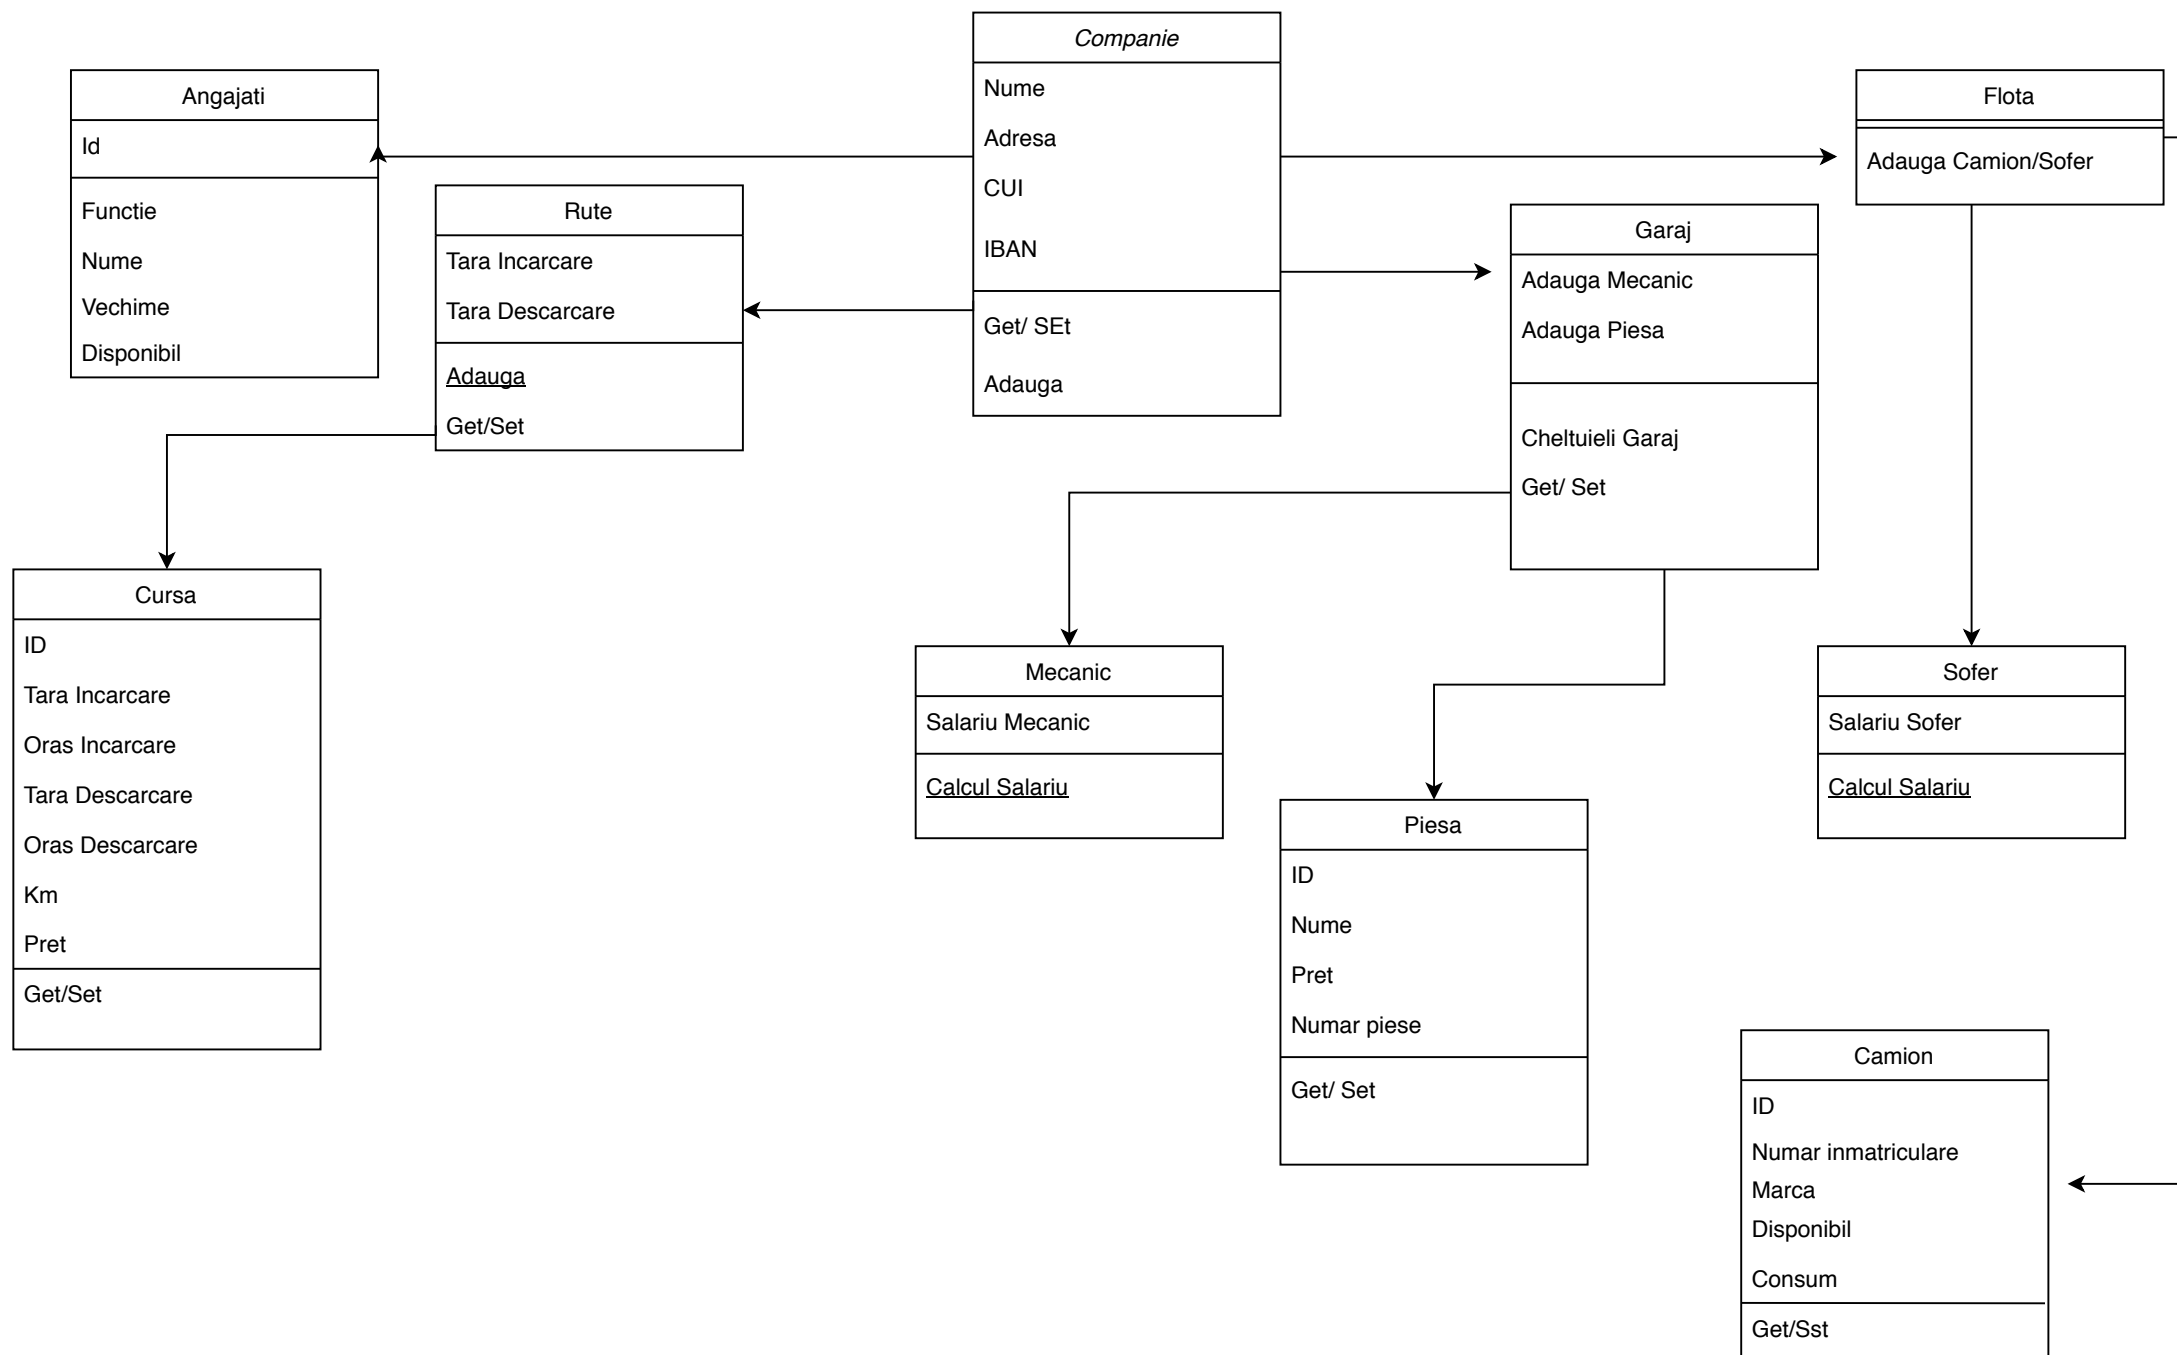 Companie
Nume
Adresa
CUI
IBAN
Get/ SEt
Adauga
Angajati
Id
Functie
Nume
Vechime
Disponibil
Rute
Tara Incarcare
Tara Descarcare
Adauga
Get/Set
Flota
Adauga Camion/Sofer
Garaj
Adauga Mecanic
Adauga Piesa
Cheltuieli Garaj
Get/ Set
Cursa
ID
Tara Incarcare
Oras Incarcare
Tara Descarcare
Oras Descarcare
Km
Pret
Get/Set
Mecanic
Salariu Mecanic
Calcul Salariu
Piesa
ID
Nume
Pret
Numar piese
Get/ Set
Sofer
Salariu Sofer
Calcul Salariu
Camion
ID
Numar inmatriculare
Marca
Disponibil
Consum
Get/Sst